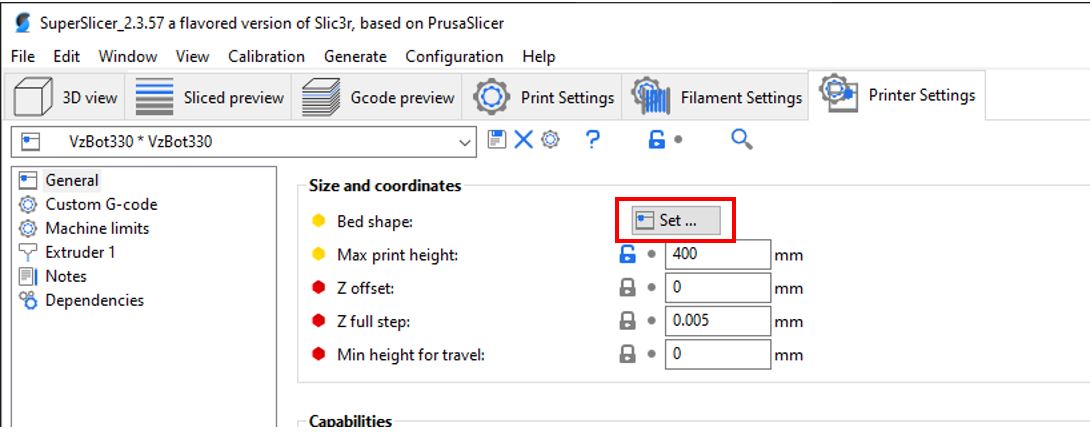 SuperSlicer_2.3.57 a flavored version of Slic3r, based on PrusaSlicer
File Edit Window View Calibration Generate Configuration Help
3D view Sliced preview Gcode preview Print Settings Filament Settings Printer Settings
VzBot330 * VzBot330 ?
General
Custom G-code
Machine limits
Extruder 1
Notes
Dependencies
Size and coordinates
Bed shape: Set ...
Max print height: 400 mm
Z offset: 0 mm
Z full step: 0.005 mm
Min height for travel: 0 mm
Capabilities